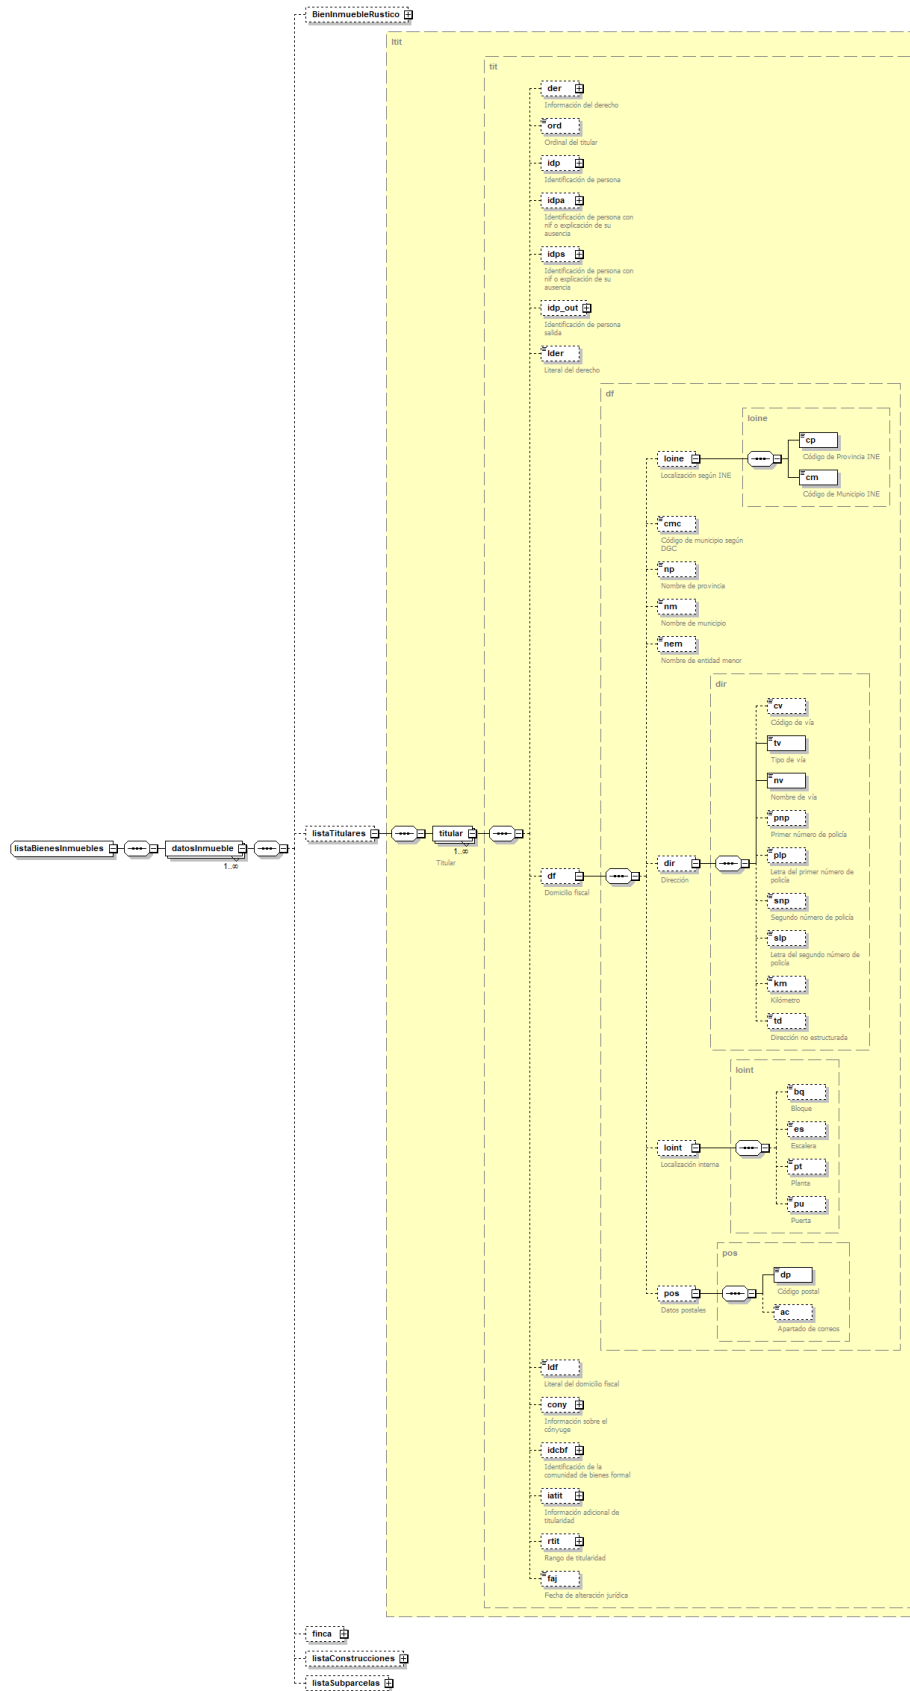 BienInmuebleRustico
ltit
tit
der
Información del derecho
ord
Ordinal del titular
idp
Identificación de persona
idpa
Identificación de persona con
nif o explicación de su
ausencia
idps
Identificación de persona con
nif o explicación de su
ausencia
idp_out
Identificación de persona
salida
lder
Literal del derecho
df
loine
cp
Código de Provincia INE
loine
Localización según INE
cm
Código de Municipio INE
cmc
Código de municipio según
DGC
np
Nombre de provincia
nm
Nombre de municipio
nem
Nombre de entidad menor
dir
cv
Código de vía
tv
Tipo de vía
nv
Nombre de vía
pnp
Primer número de policía
listaBienesInmuebles
datosInmueble
1..∞
listaTitulares
titular
1..∞
Titular
plp
Letra del primer número de
policía
dir
Dirección
df
Domicilio fiscal
snp
Segundo número de policía
slp
Letra del segundo número de
policía
km
Kilómetro
td
Dirección no estructurada
loint
bq
Bloque
es
Escalera
loint
Localización interna
pt
Planta
pu
Puerta
pos
dp
Código postal
pos
Datos postales
ac
Apartado de correos
ldf
Literal del domicilio fiscal
cony
Información sobre el
cónyuge
idcbf
Identificación de la
comunidad de bienes formal
iatit
Información adicional de
titularidad
rtit
Rango de titularidad
faj
Fecha de alteración jurídica
finca
listaConstrucciones
listaSubparcelas